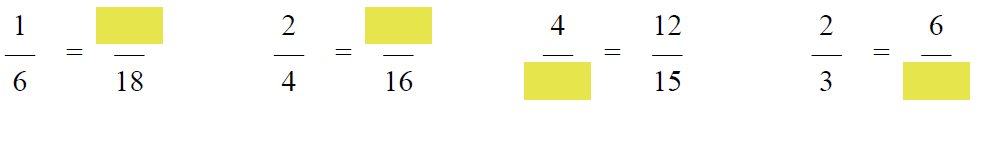 1 2 4 12 2 6
= = = =
6 18 4 16 15 3